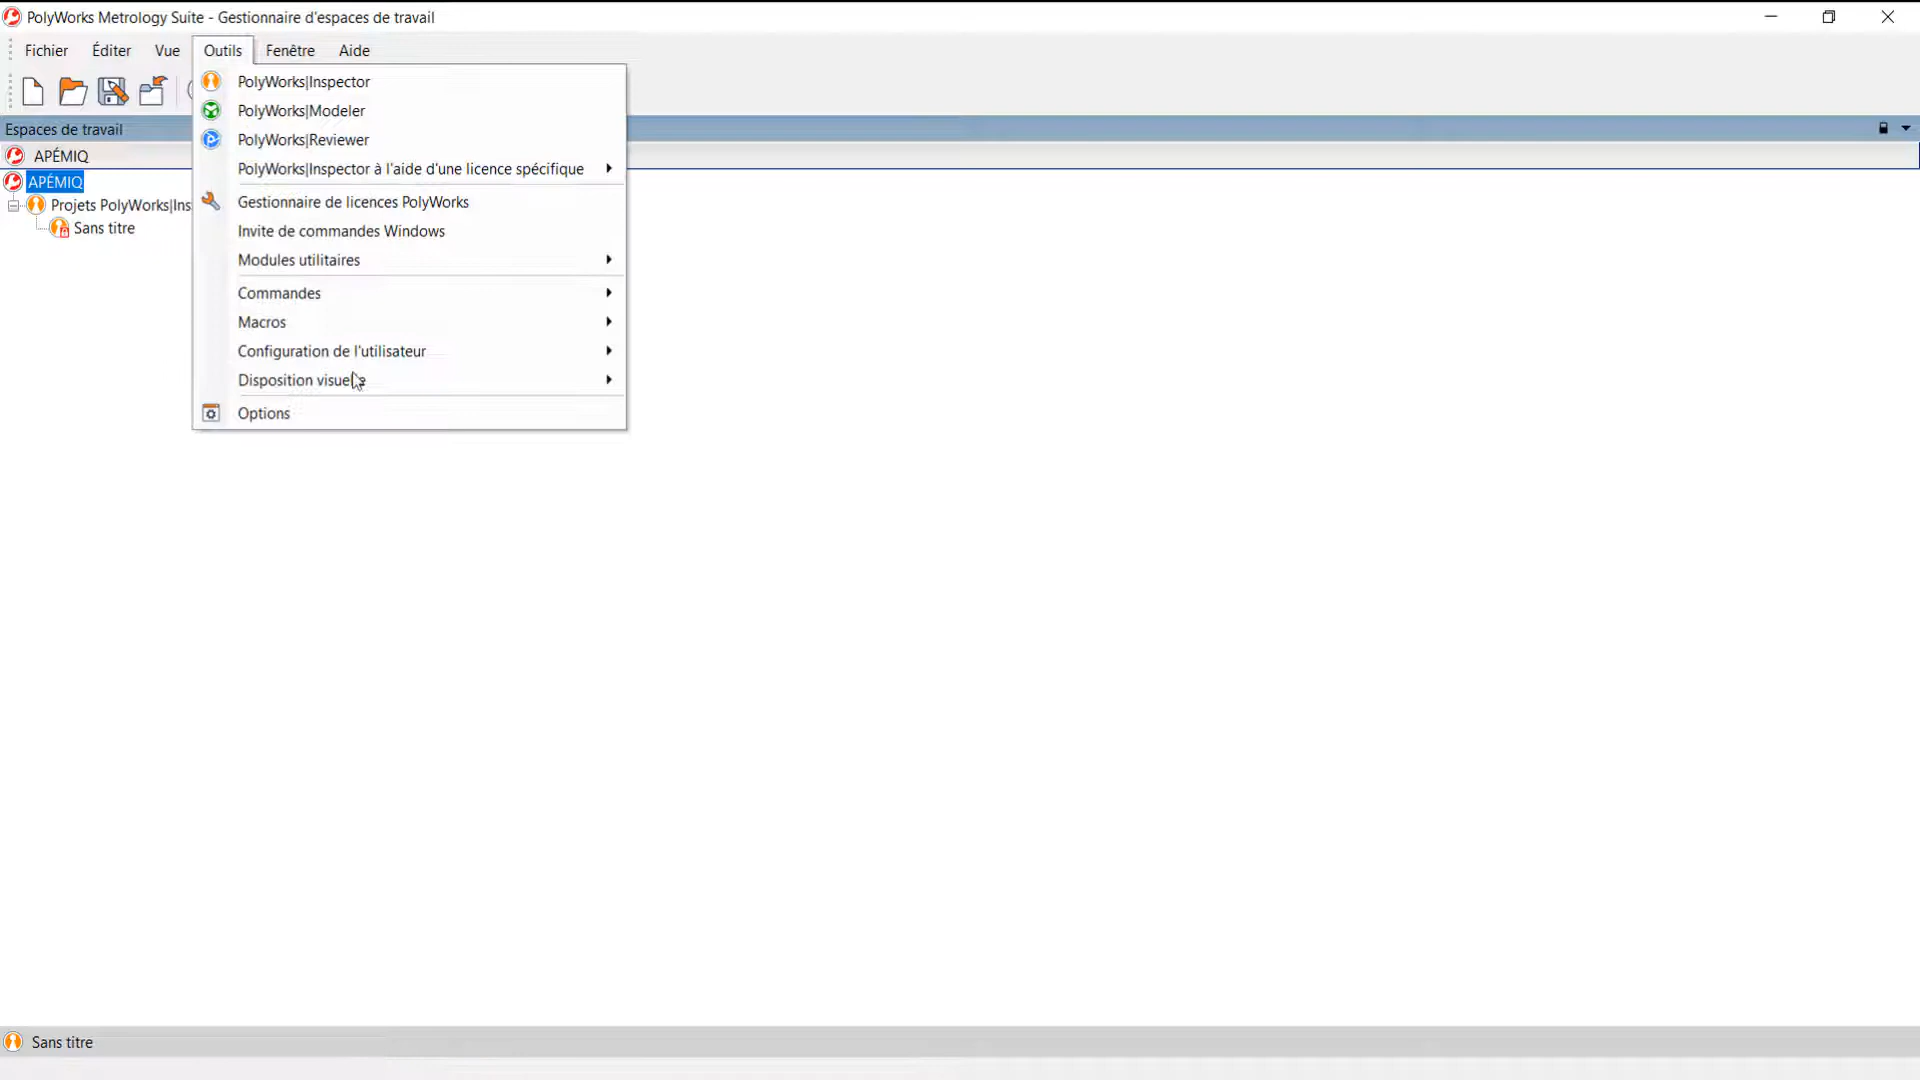 PolyWorks Metrology Suite - Gestionnaire d'espaces de travail
Fichier Éditer Vue Outils Fenêtre Aide
PolyWorks|Inspector
PolyWorks|Modeler
PolyWorks|Reviewer
PolyWorks|Inspector à l'aide d'une licence spécifique
Gestionnaire de licences PolyWorks
Invite de commandes Windows
Modules utilitaires
Commandes
Macros
Configuration de l'utilisateur
Disposition visuelle
Options
Espaces de travail
APÉMIQ
APÉMIQ
Projets PolyWorks|Ins
Sans titre
Sans titre